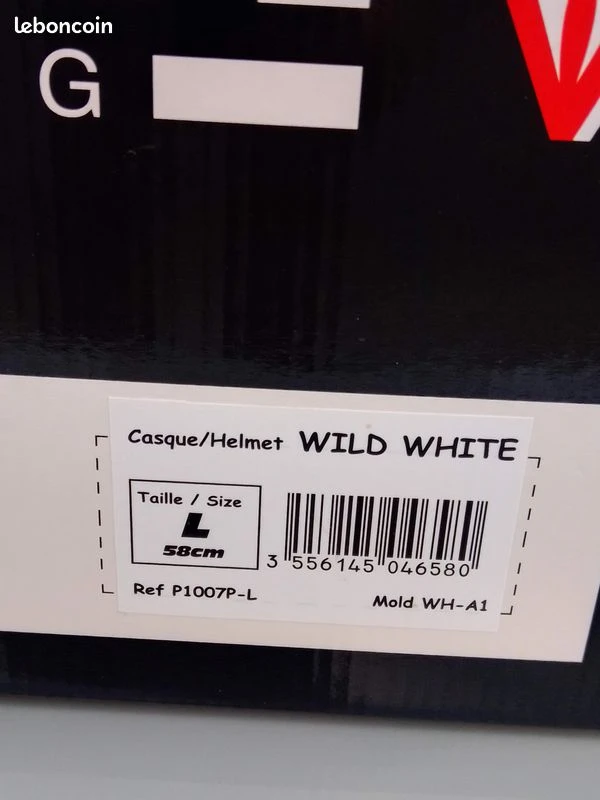 leboncoin
G
Casque/Helmet WILD WHITE
Taille / Size
L
58cm
3 556145 046580
Ref P1007P-L
Mold WH-A1